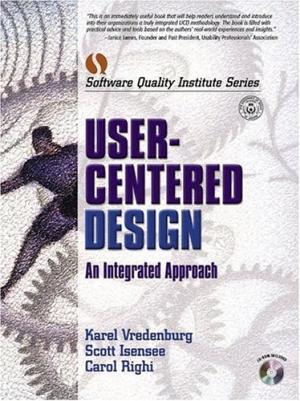 "This is an immediately useful book that will help readers understand and introduce
into their organizations a truly integrated UCD methodology. The book is filled with
practical advice and tools based on the authors' real-world experiences and insights."
—Janice James, Founder and Past President, Usability Professionals' Association
Software Quality Institute Series
USER-
CENTERED
DESIGN
An Integrated Approach
Karel Vredenburg
Scott Isensee
Carol Righi
CD-ROM INCLUDED